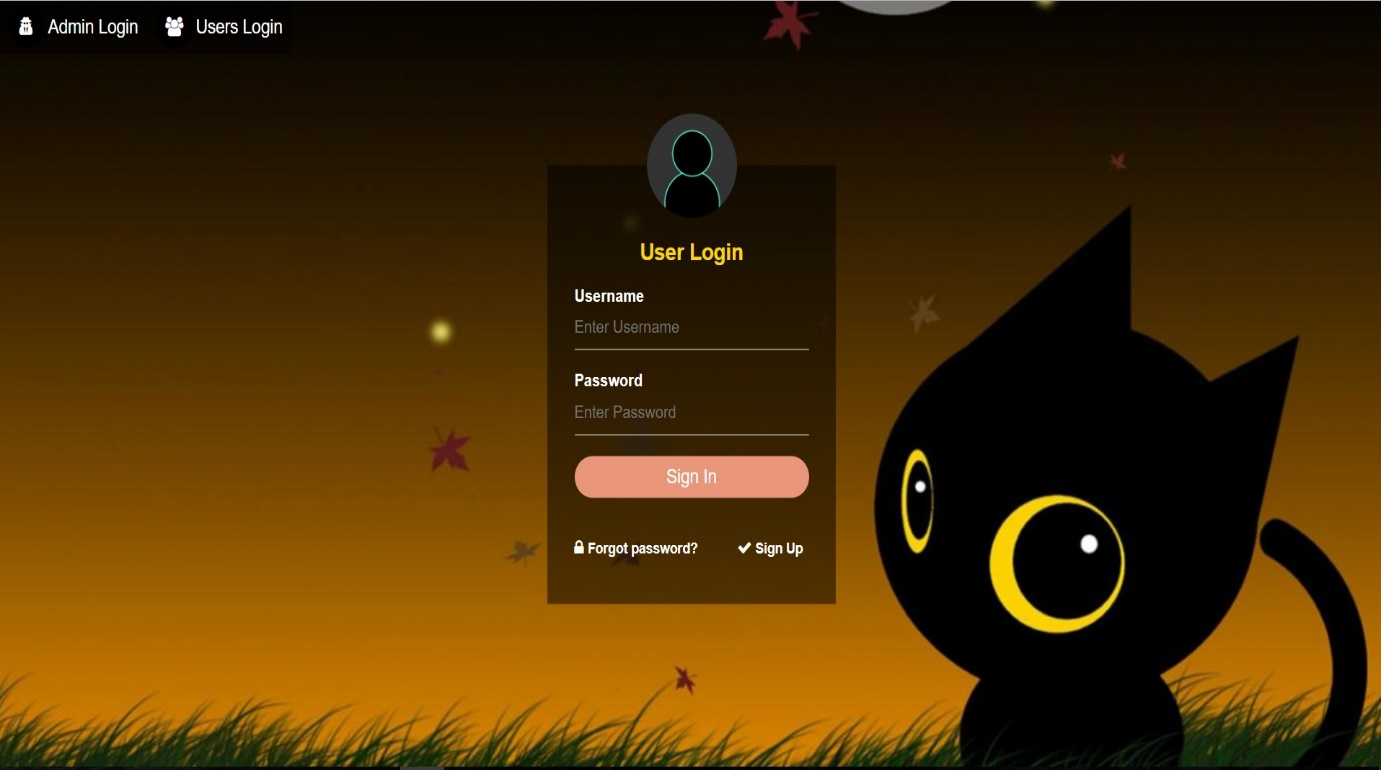 Admin Login Users Login
User Login
Username
Enter Username
Password
Enter Password
Sign In
Forgot password? Sign Up